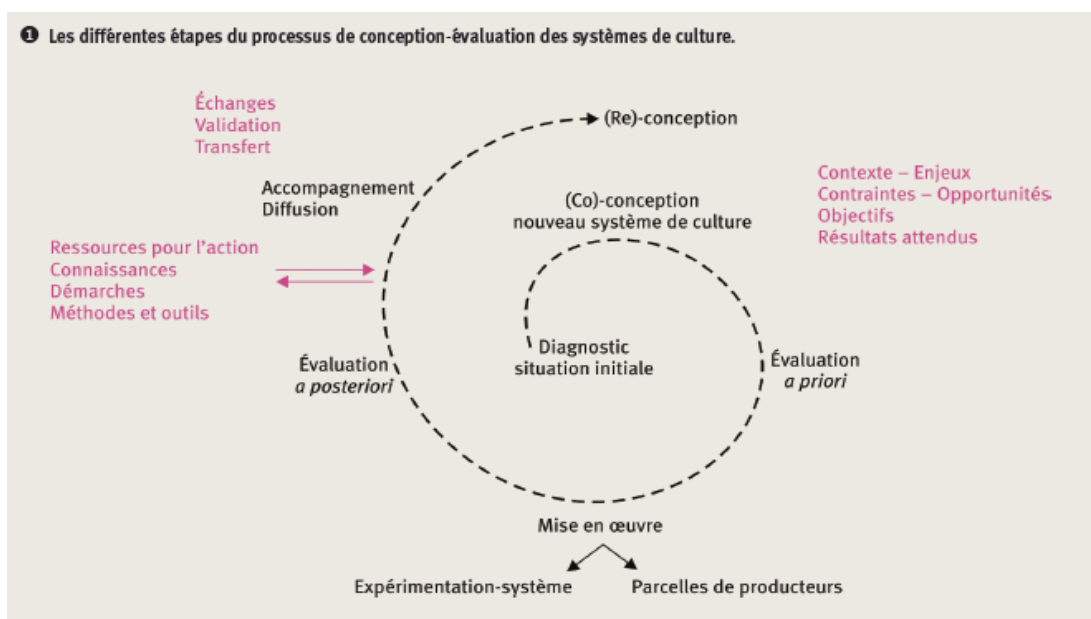 ❶ Les différentes étapes du processus de conception-évaluation des systèmes de culture.
Échanges
Validation
Transfert
(Re)-conception
Accompagnement
Diffusion
(Co)-conception
nouveau système de culture
Contexte – Enjeux
Contraintes – Opportunités
Objectifs
Résultats attendus
Ressources pour l'action
Connaissances
Démarches
Méthodes et outils
Diagnostic
situation initiale
Évaluation
a posteriori
Évaluation
a priori
Mise en œuvre
Expérimentation-système
Parcelles de producteurs